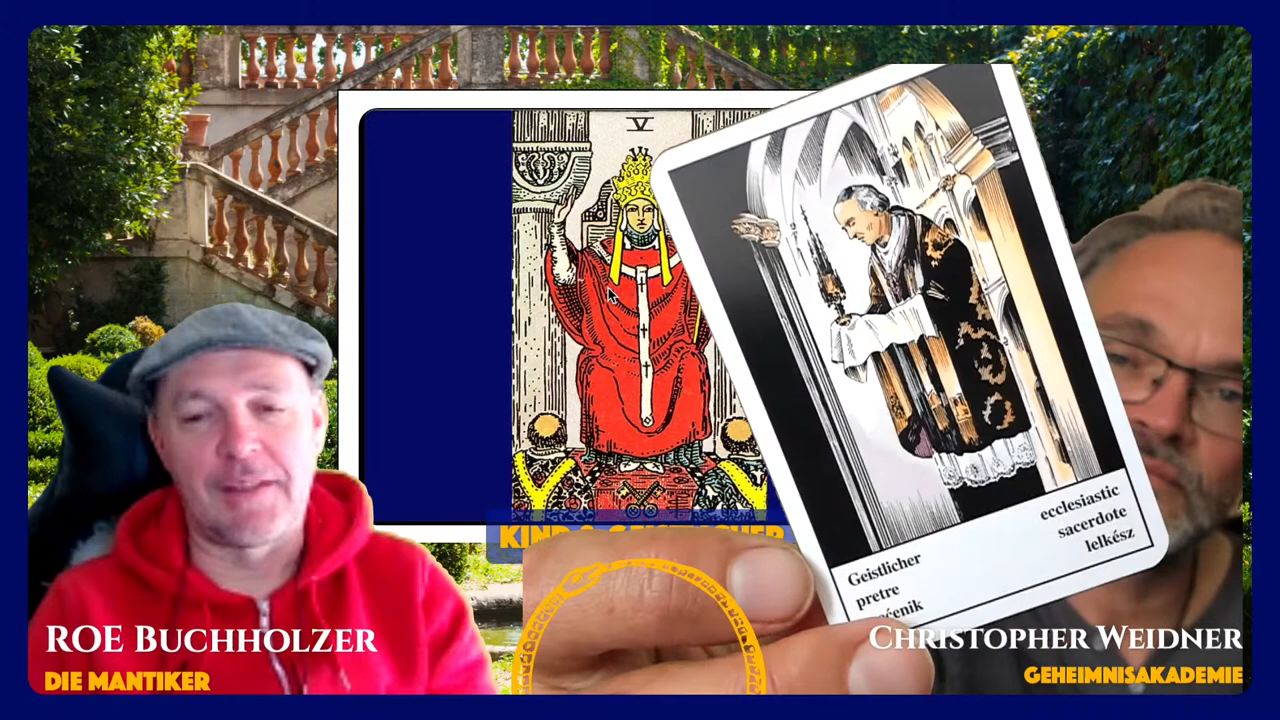 V
ecclesiastic
sacerdote
lelkész
Geistlicher
pretre
ROE BUCHHOLZER
DIE MANTIKER
CHRISTOPHER WEIDNER
GEHEIMNISAKADEMIE